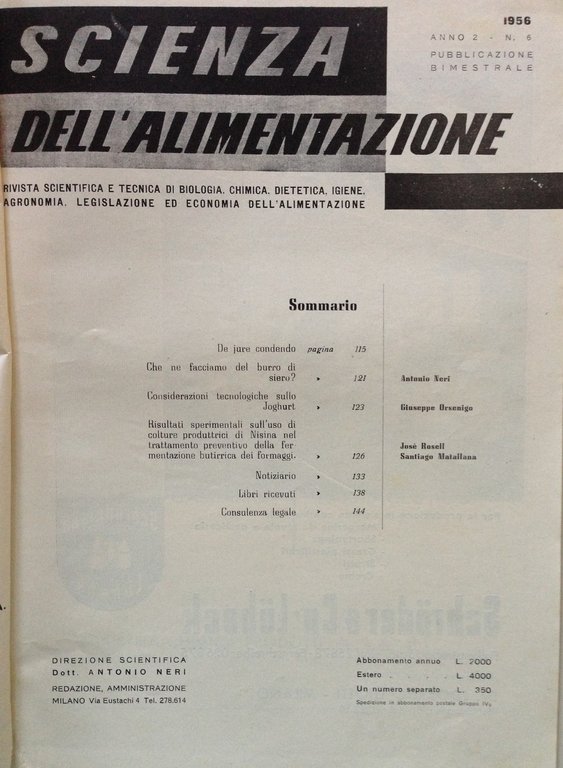 1956
SCIENZA
ANNO 2 - N. 6
PUBBLICAZIONE
BIMESTRALE
DELL'ALIMENTAZIONE
RIVISTA SCIENTIFICA E TECNICA DI BIOLOGIA. CHIMICA. DIETETICA. IGIENE.
AGRONOMIA. LEGISLAZIONE ED ECONOMIA DELL'ALIMENTAZIONE
Sommario
De jure condendo pagina 115
Che ne facciamo del burro di
siero? » 121 Antonio Neri
Considerazioni tecnologiche sullo
Joghurt » 123 Giuseppe Orsenigo
Risultati sperimentali sull'uso di
colture produttrici di Nisina nel
trattamento preventivo della fer- José Rosell
mentazione butirrica dei formaggi. » 126 Santiago Matallana
Notiziario » 133
Libri ricevuti » 138
Consulenza legale » 144
DIREZIONE SCIENTIFICA
Dott. ANTONIO NERI
REDAZIONE, AMMINISTRAZIONE
MILANO Via Eustachi 4 Tel. 278.614
Abbonamento annuo L. 2000
Estero . . . . L. 4000
Un numero separato L. 350
Spedizione in abbonamento postale Gruppo IV.